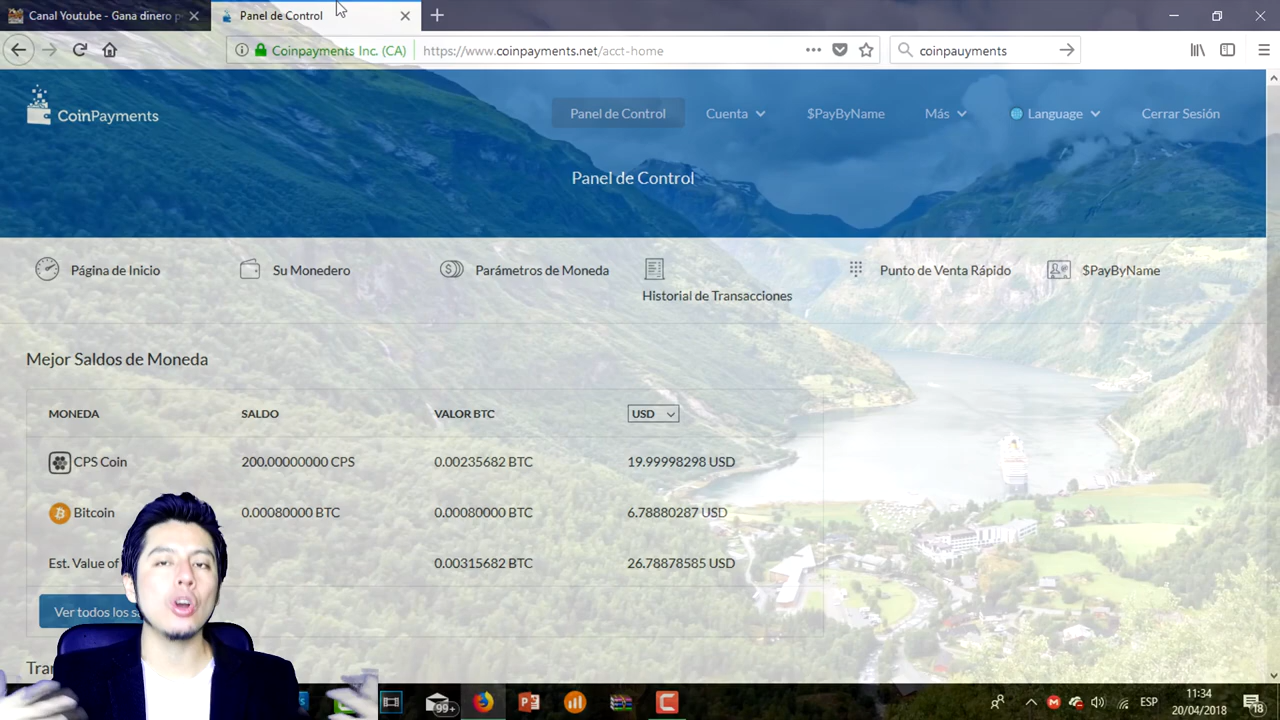 Canal Youtube - Gana dinero p
Panel de Control
Coinpayments Inc. (CA)
https://www.coinpayments.net/acct-home
coinpauyments
CoinPayments
Panel de Control
Cuenta
$PayByName
Más
Language
Cerrar Sesión
Panel de Control
Página de Inicio
Su Monedero
Parámetros de Moneda
Historial de Transacciones
Punto de Venta Rápido
$PayByName
Mejor Saldos de Moneda
MONEDA SALDO VALOR BTC USD
CPS Coin 200.00000000 CPS 0.00235682 BTC 19.99998298 USD
Bitcoin 0.00080000 BTC 0.00080000 BTC 6.78880287 USD
Est. Value of 0.00315682 BTC 26.78878585 USD
Ver todos los s
Tran
99+
ESP
11:34
20/04/2018
18